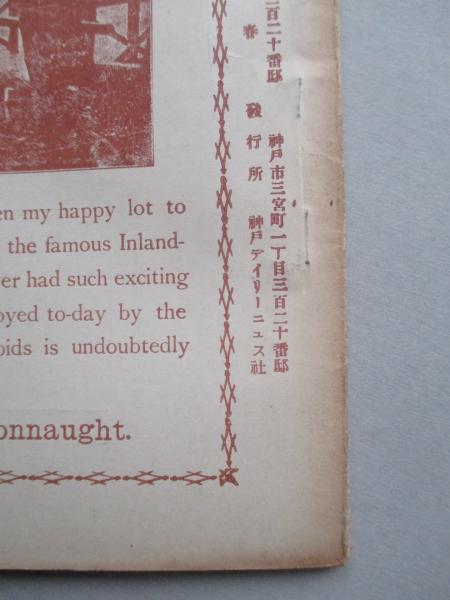 en my happy lot to
the famous Inland-
er had such exciting
oyed to-day by the
oids is undoubtedly
onnaught.
二百二十番邸　神戸市三宮町一丁目三百二十番邸
春　發行所　神戸デイリーニュス社